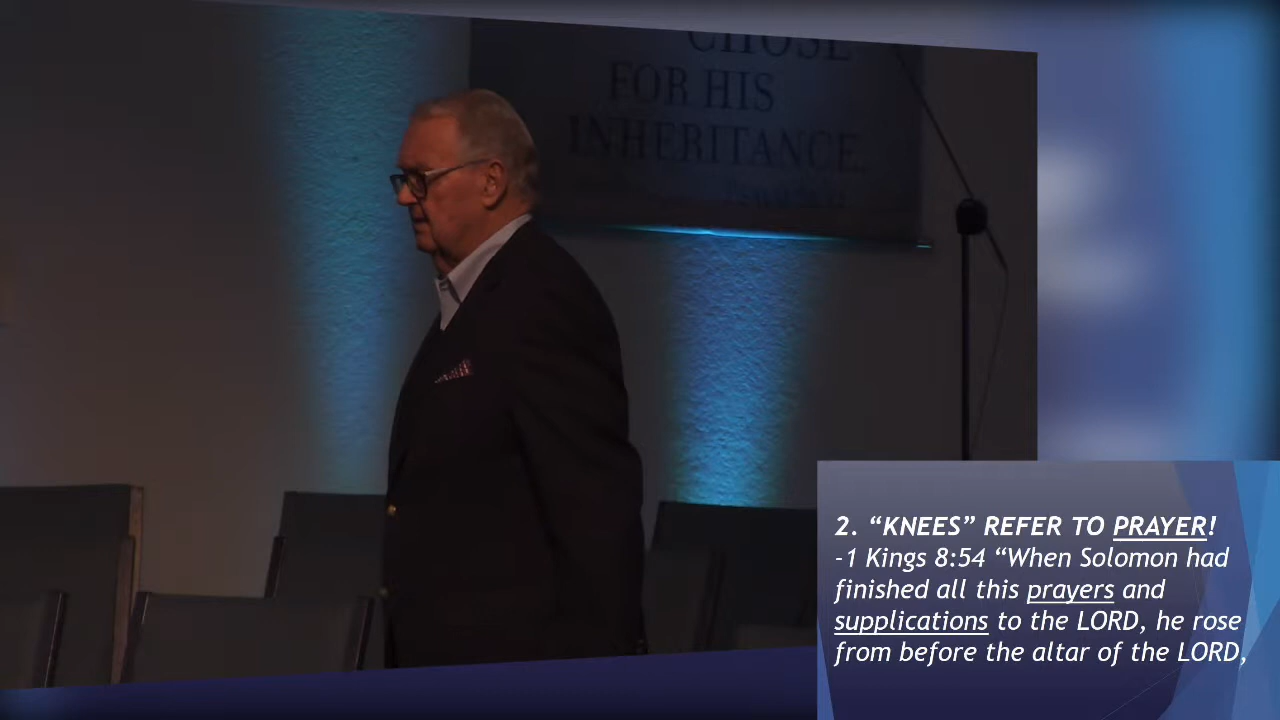 CHOSE
FOR HIS
INHERITANCE.
2. “KNEES” REFER TO PRAYER!
-1 Kings 8:54 “When Solomon had
finished all this prayers and
supplications to the LORD, he rose
from before the altar of the LORD,